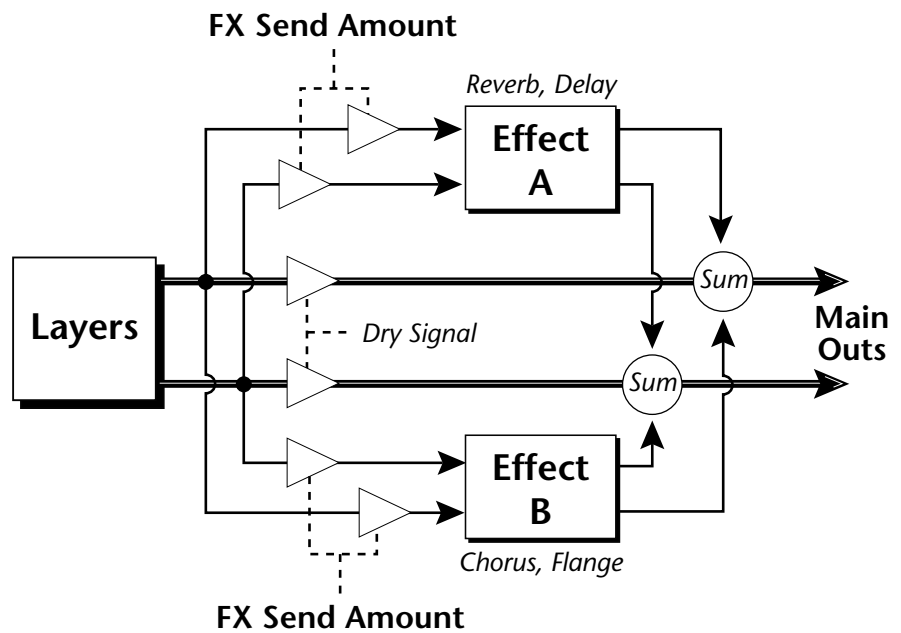 FX Send Amount
Reverb, Delay
Effect
A
Sum
Layers
Dry Signal
Main
Outs
Sum
Effect
B
Chorus, Flange
FX Send Amount